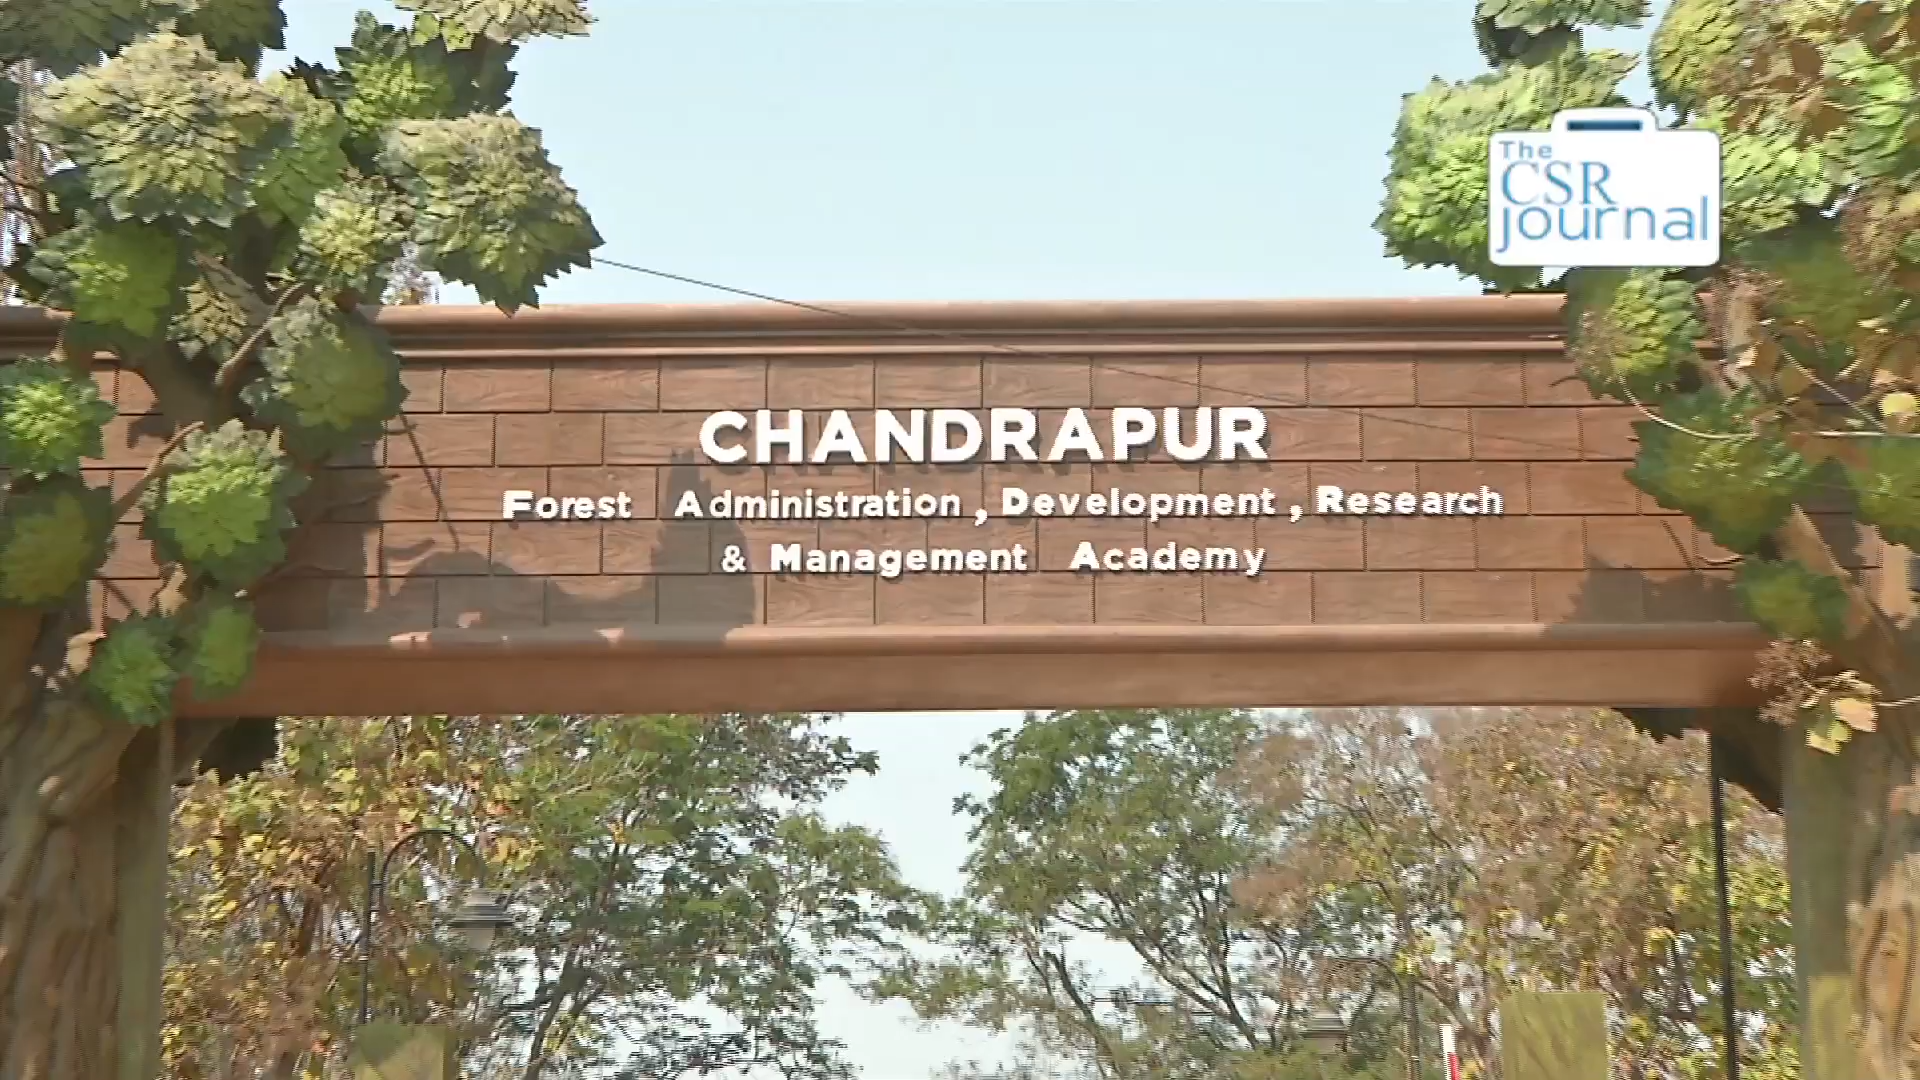 The
CSR
journal
CHANDRAPUR
Forest Administration, Development, Research
& Management Academy